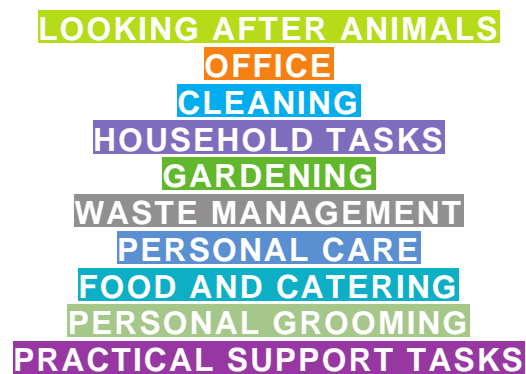 LOOKING AFTER ANIMALS
OFFICE
CLEANING
HOUSEHOLD TASKS
GARDENING
WASTE MANAGEMENT
PERSONAL CARE
FOOD AND CATERING
PERSONAL GROOMING
PRACTICAL SUPPORT TASKS